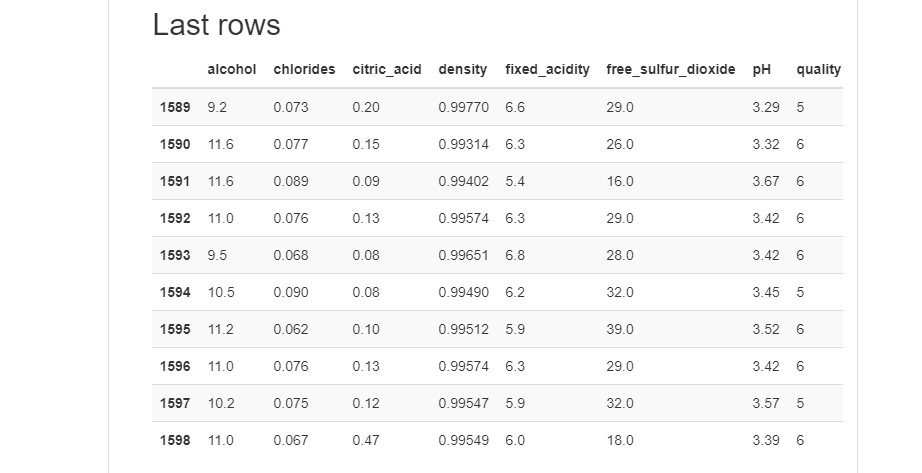 Last rows
alcohol chlorides citric_acid density fixed_acidity free_sulfur_dioxide pH quality
1589 9.2 0.073 0.20 0.99770 6.6 29.0 3.29 5
1590 11.6 0.077 0.15 0.99314 6.3 26.0 3.32 6
1591 11.6 0.089 0.09 0.99402 5.4 16.0 3.67 6
1592 11.0 0.076 0.13 0.99574 6.3 29.0 3.42 6
1593 9.5 0.068 0.08 0.99651 6.8 28.0 3.42 6
1594 10.5 0.090 0.08 0.99490 6.2 32.0 3.45 5
1595 11.2 0.062 0.10 0.99512 5.9 39.0 3.52 6
1596 11.0 0.076 0.13 0.99574 6.3 29.0 3.42 6
1597 10.2 0.075 0.12 0.99547 5.9 32.0 3.57 5
1598 11.0 0.067 0.47 0.99549 6.0 18.0 3.39 6